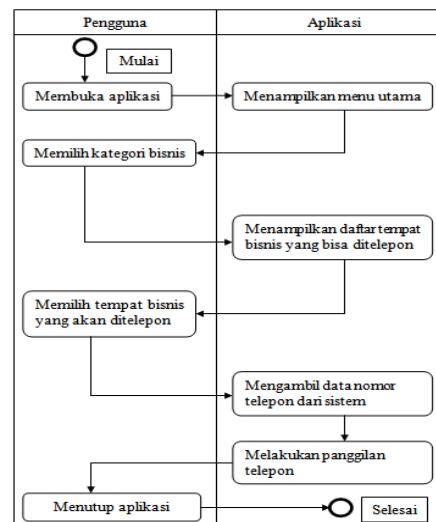 Pengguna
Aplikasi
Mulai
Membuka aplikasi
Menampilkan menu utama
Memilih kategori bisnis
Menampilkan daftar tempat
bisnis yang bisa ditelepon
Memilih tempat bisnis
yang akan ditelepon
Mengambil data nomor
telepon dari sistem
Melakukan panggilan
telepon
Menutup aplikasi
Selesai